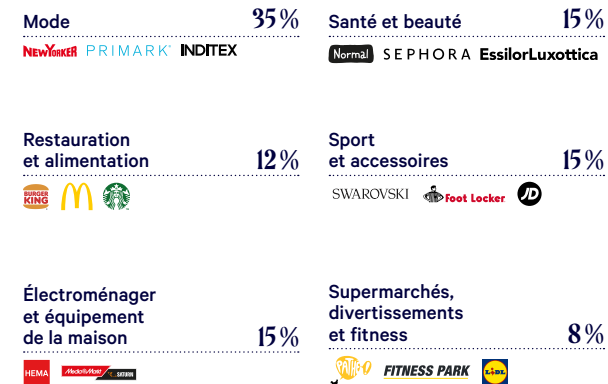 Mode 35 %
NEWYORKER PRIMARK® INDITEX
Santé et beauté 15 %
Normal SEPHORA EssilorLuxottica
Restauration
et alimentation 12 %
BURGER
KING
Sport
et accessoires 15 %
SWAROVSKI Foot Locker JD
Électroménager
et équipement
de la maison 15 %
HEMA MediaMarkt SATURN
Supermarchés,
divertissements
et fitness 8 %
PATHÉ FITNESS PARK LIDL